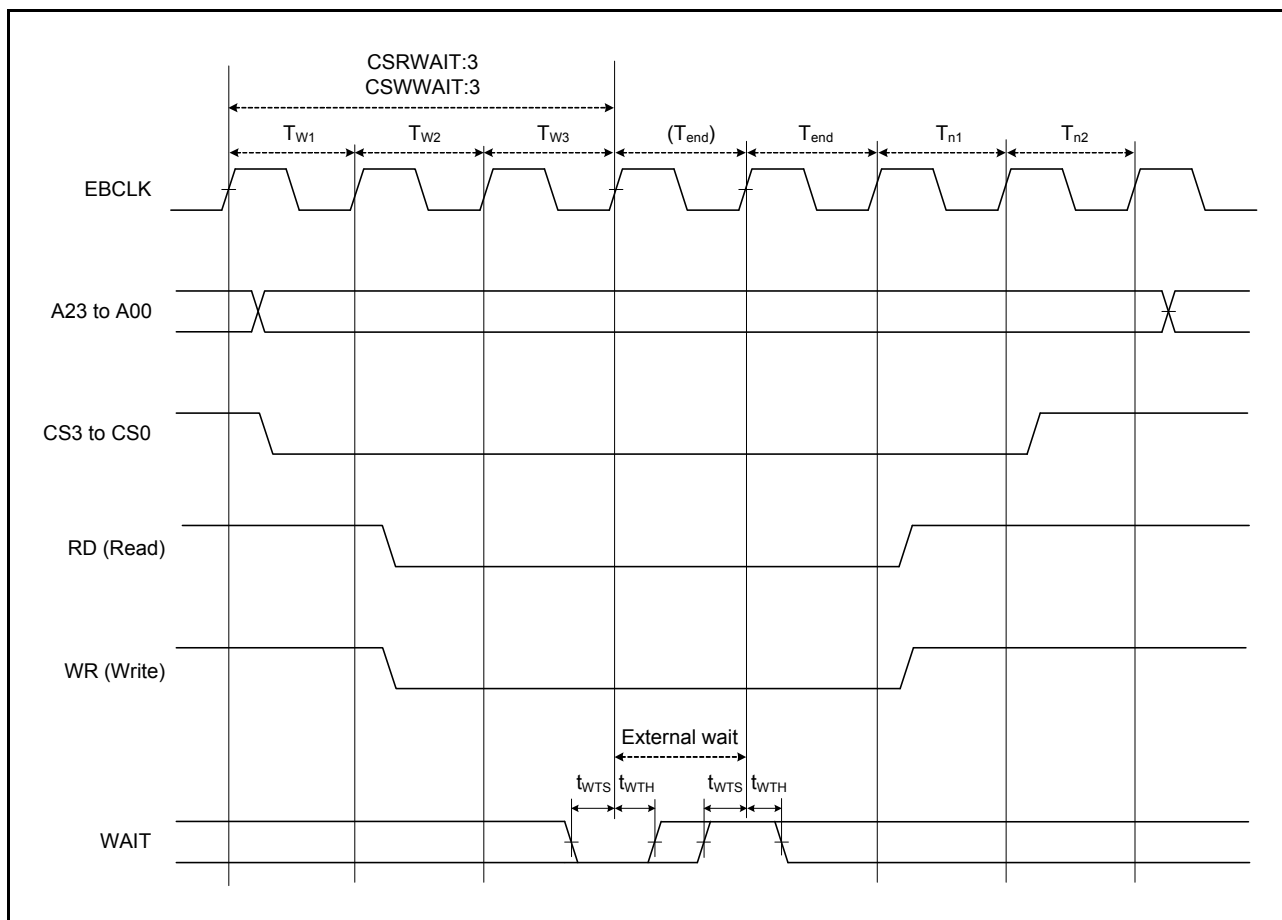 CSRWAIT:3
CSWWAIT:3
TW1 TW2 TW3 (Tend) Tend Tn1 Tn2
EBCLK
A23 to A00
CS3 to CS0
RD (Read)
WR (Write)
External wait
tWTS tWTH tWTS tWTH
WAIT